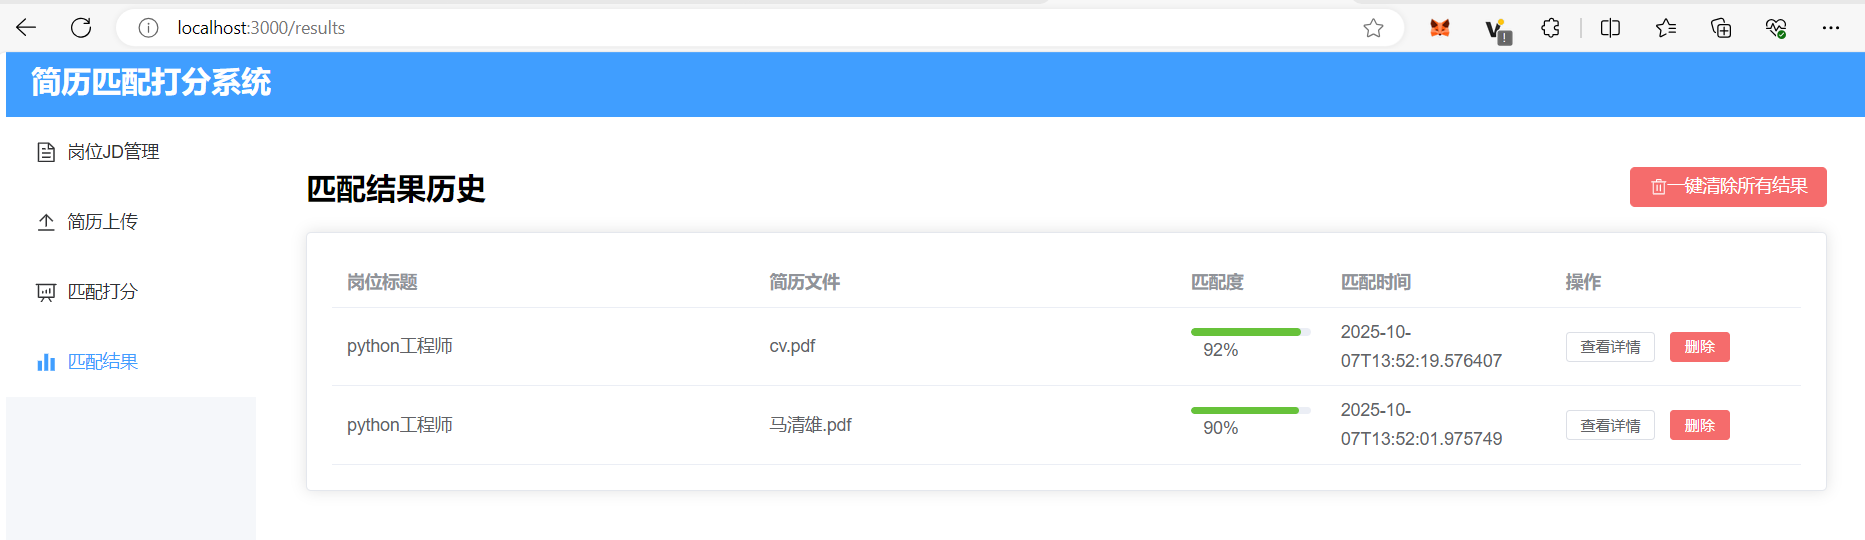 localhost:3000/results
简历匹配打分系统
岗位JD管理
简历上传
匹配打分
匹配结果
匹配结果历史
一键清除所有结果
岗位标题 简历文件 匹配度 匹配时间 操作
python工程师 cv.pdf 92% 2025-10-
07T13:52:19.576407 查看详情 删除
python工程师 马清雄.pdf 90% 2025-10-
07T13:52:01.975749 查看详情 删除